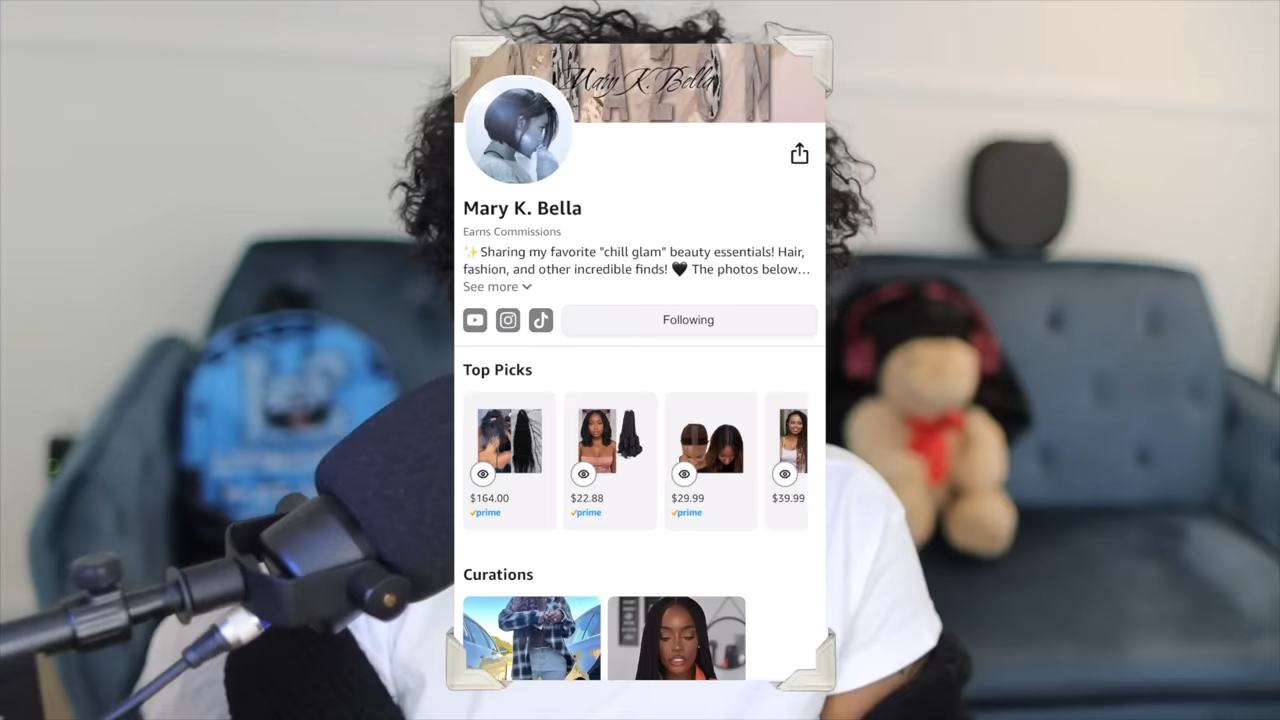 Mary K. Bella
Mary K. Bella
Earns Commissions
✨Sharing my favorite "chill glam" beauty essentials! Hair,
fashion, and other incredible finds! 🖤 The photos below...
See more
Following
Top Picks
$164.00
prime
$22.88
prime
$29.99
prime
$39.99
Curations